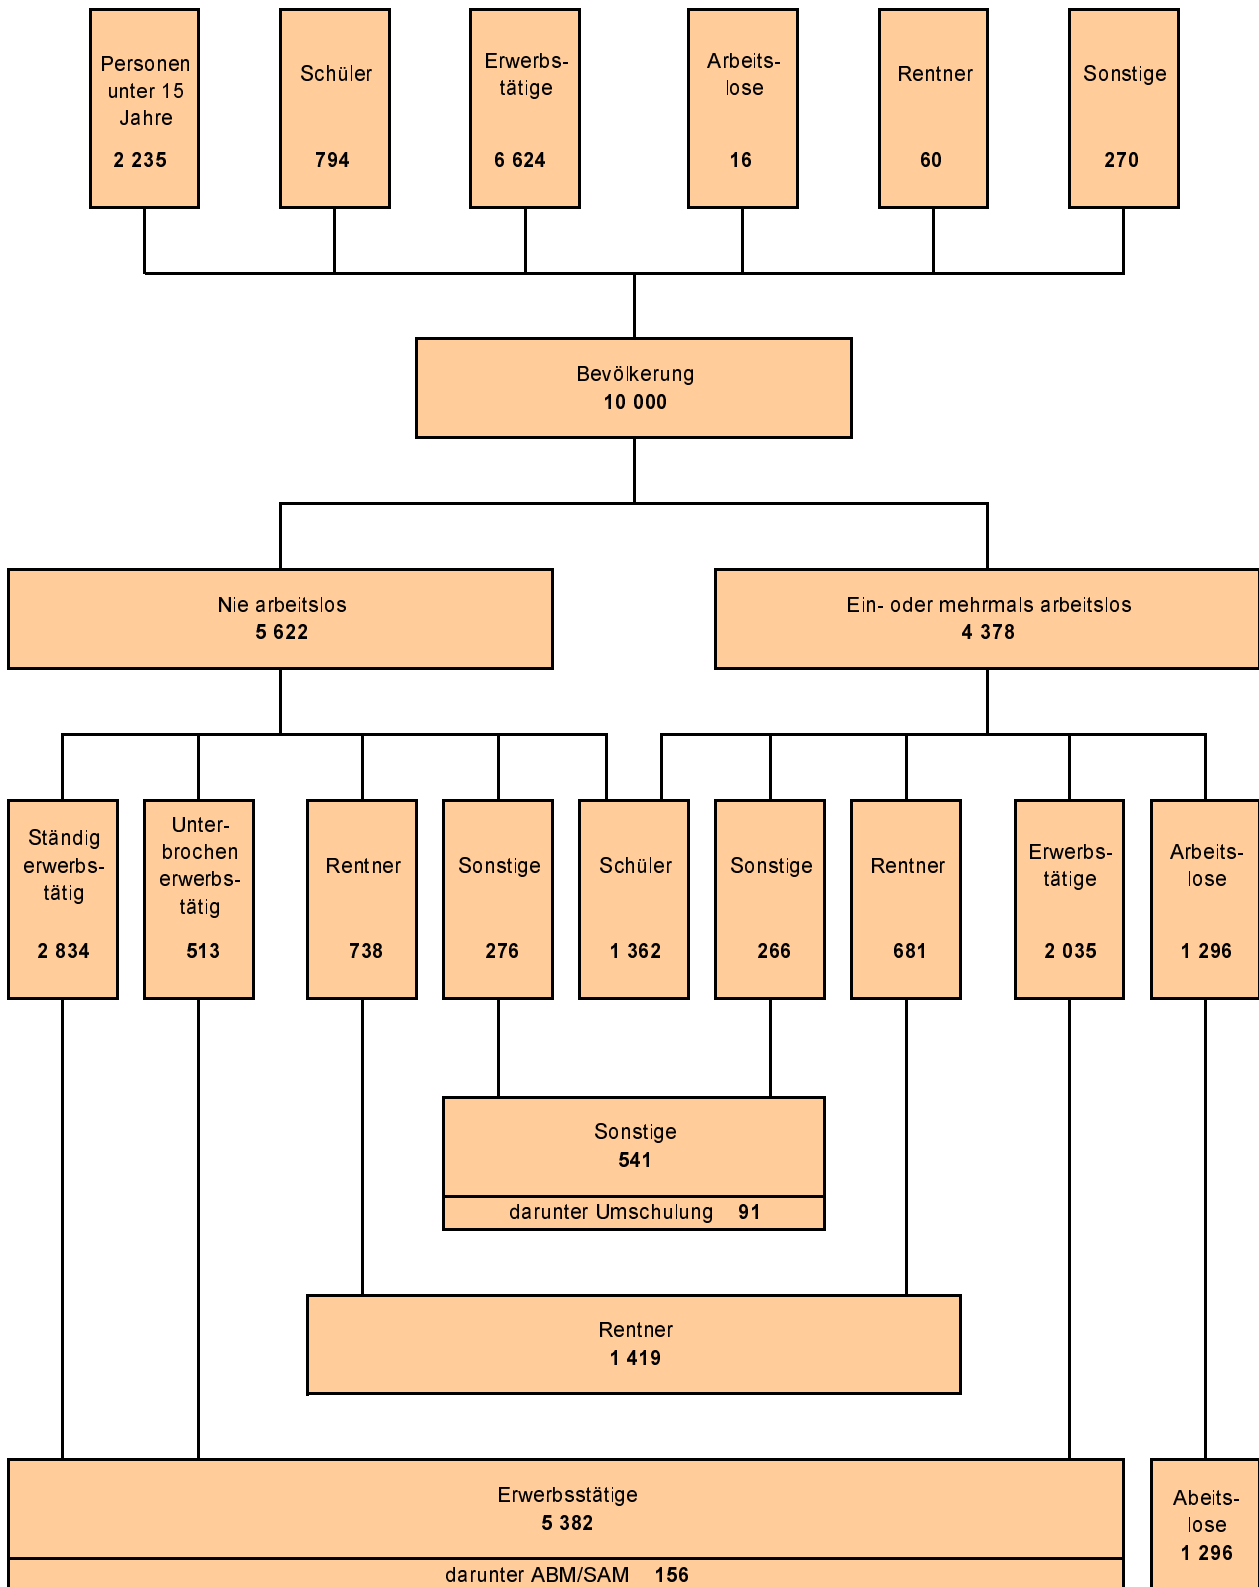 Personen
unter 15
Jahre
2 235
Schüler
794
Erwerbs-
tätige
6 624
Arbeits-
lose
16
Rentner
60
Sonstige
270
Bevölkerung
10 000
Nie arbeitslos
5 622
Ein- oder mehrmals arbeitslos
4 378
Ständig
erwerbs-
tätig
2 834
Unter-
brochen
erwerbs-
tätig
513
Rentner
738
Sonstige
276
Schüler
1 362
Sonstige
266
Rentner
681
Erwerbs-
tätige
2 035
Arbeits-
lose
1 296
Sonstige
541
darunter Umschulung 91
Rentner
1 419
Erwerbsstätige
5 382
darunter ABM/SAM 156
Abeits-
lose
1 296